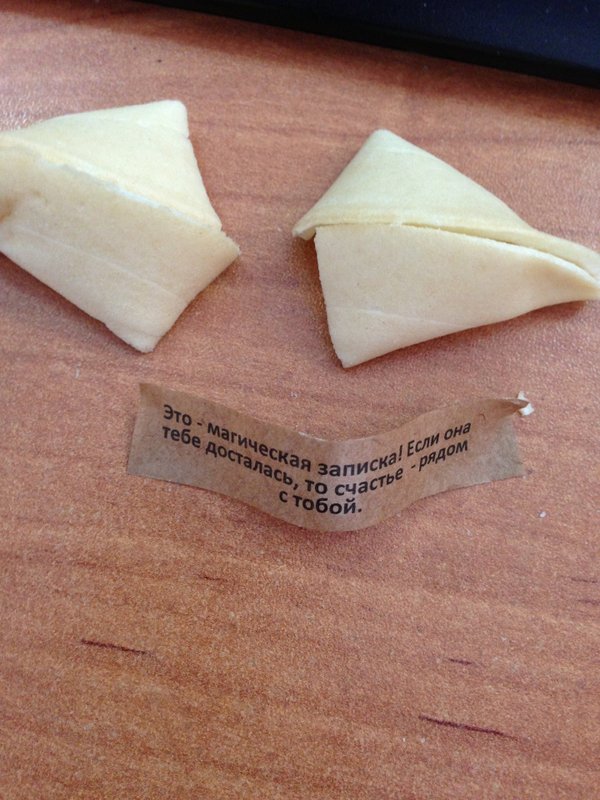 Это - магическая записка! Если она
тебе досталась, то счастье - рядом
с тобой.